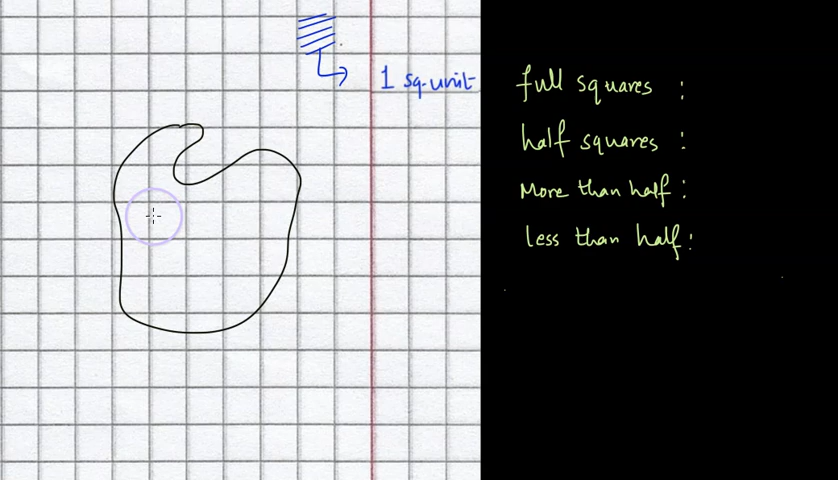 1 sq.unit
full squares :
half squares :
More than half :
less than half :